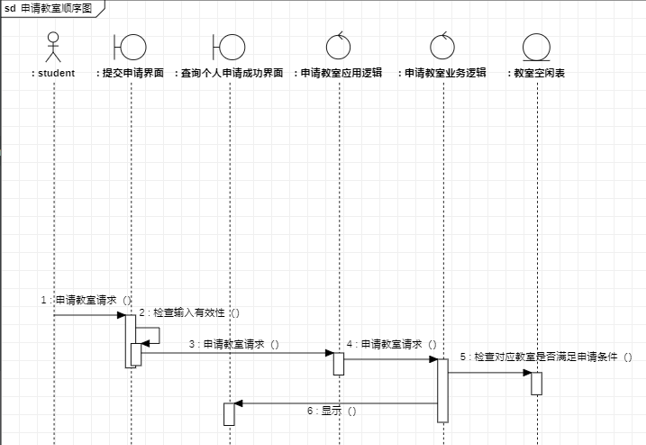 sd 申请教室顺序图
: student
: 提交申请界面
: 查询个人申请成功界面
: 申请教室应用逻辑
: 申请教室业务逻辑
: 教室空闲表
1 : 申请教室请求（）
2 : 检查输入有效性（）
3 : 申请教室请求（）
4 : 申请教室请求（）
5 : 检查对应教室是否满足申请条件（）
6 : 显示（）